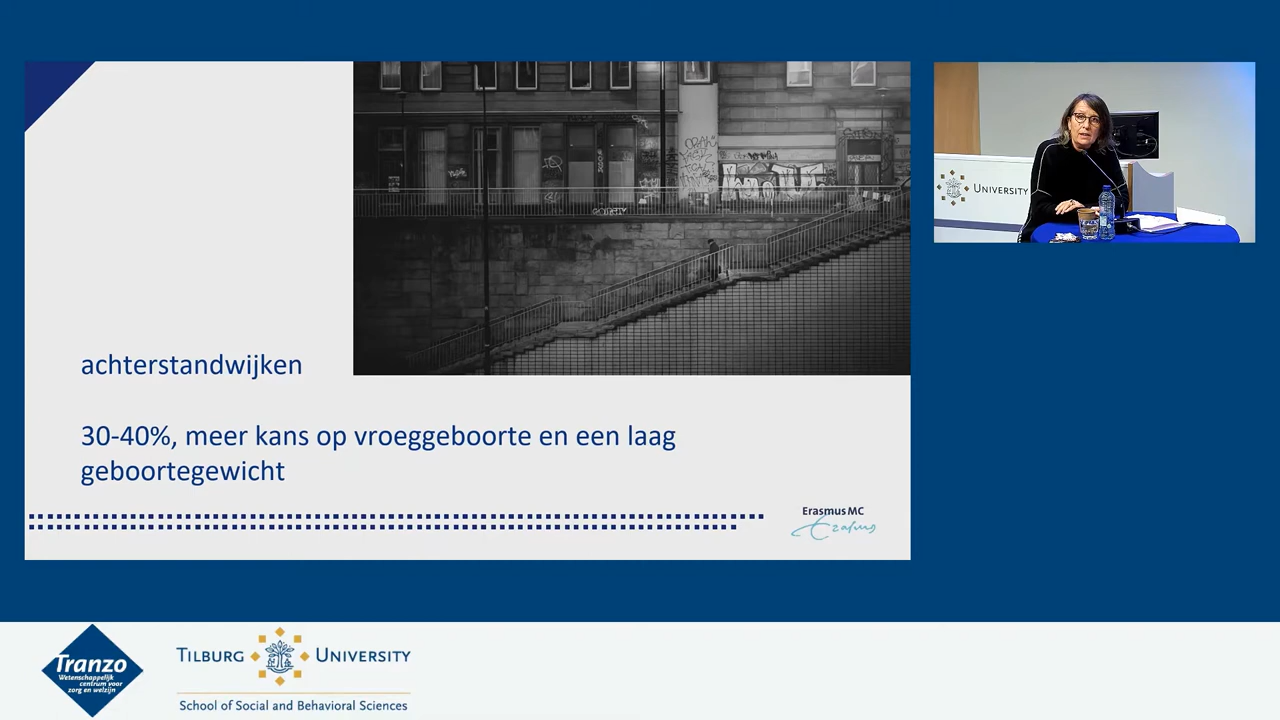 achterstandwijken
30-40%, meer kans op vroeggeboorte en een laag
geboortegewicht
Erasmus MC
Erasmus
UNIVERSITY
Tranzo
Wetenschappelijk
centrum voor
zorg en welzijn
TILBURG UNIVERSITY
School of Social and Behavioral Sciences